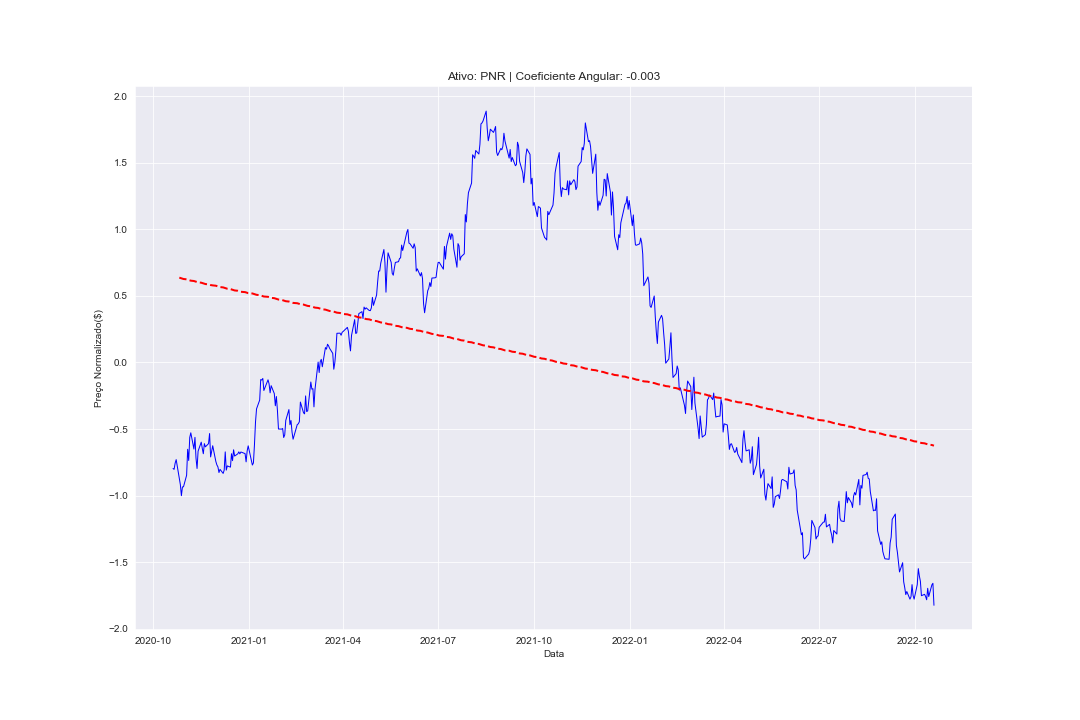 Ativo: PNR | Coeficiente Angular: -0.003
Preço Normalizado($)
2.0
1.5
1.0
0.5
0.0
−0.5
−1.0
−1.5
−2.0
2020-10 2021-01 2021-04 2021-07 2021-10 2022-01 2022-04 2022-07 2022-10
Data